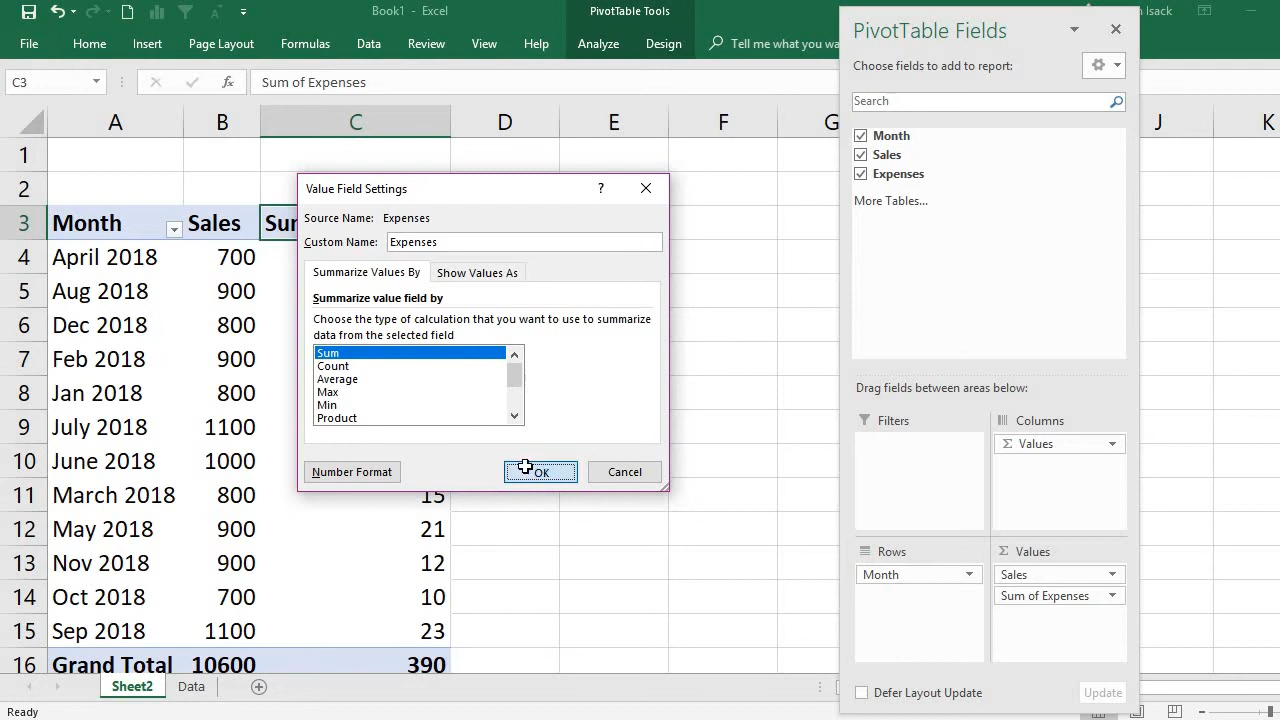 Book1 - Excel
PivotTable Tools
Isack
File Home Insert Page Layout Formulas Data Review View Help Analyze Design Tell me what you wa
PivotTable Fields
Choose fields to add to report:
Search
Month
Sales
Expenses
More Tables...
Drag fields between areas below:
Filters
Columns
Σ Values
Rows
Month
Σ Values
Sales
Sum of Expenses
Defer Layout Update
Update
C3 fx Sum of Expenses
A B C D E F G J K
1
2
3 Month Sales Sum
4 April 2018 700
5 Aug 2018 900
6 Dec 2018 800
7 Feb 2018 900
8 Jan 2018 800
9 July 2018 1100
10 June 2018 1000
11 March 2018 800 15
12 May 2018 900 21
13 Nov 2018 900 12
14 Oct 2018 700 10
15 Sep 2018 1100 23
16 Grand Total 10600 390
Value Field Settings ?
Source Name: Expenses
Custom Name: Expenses
Summarize Values By Show Values As
Summarize value field by
Choose the type of calculation that you want to use to summarize
data from the selected field
Sum
Count
Average
Max
Min
Product
Number Format OK Cancel
Sheet2 Data
Ready